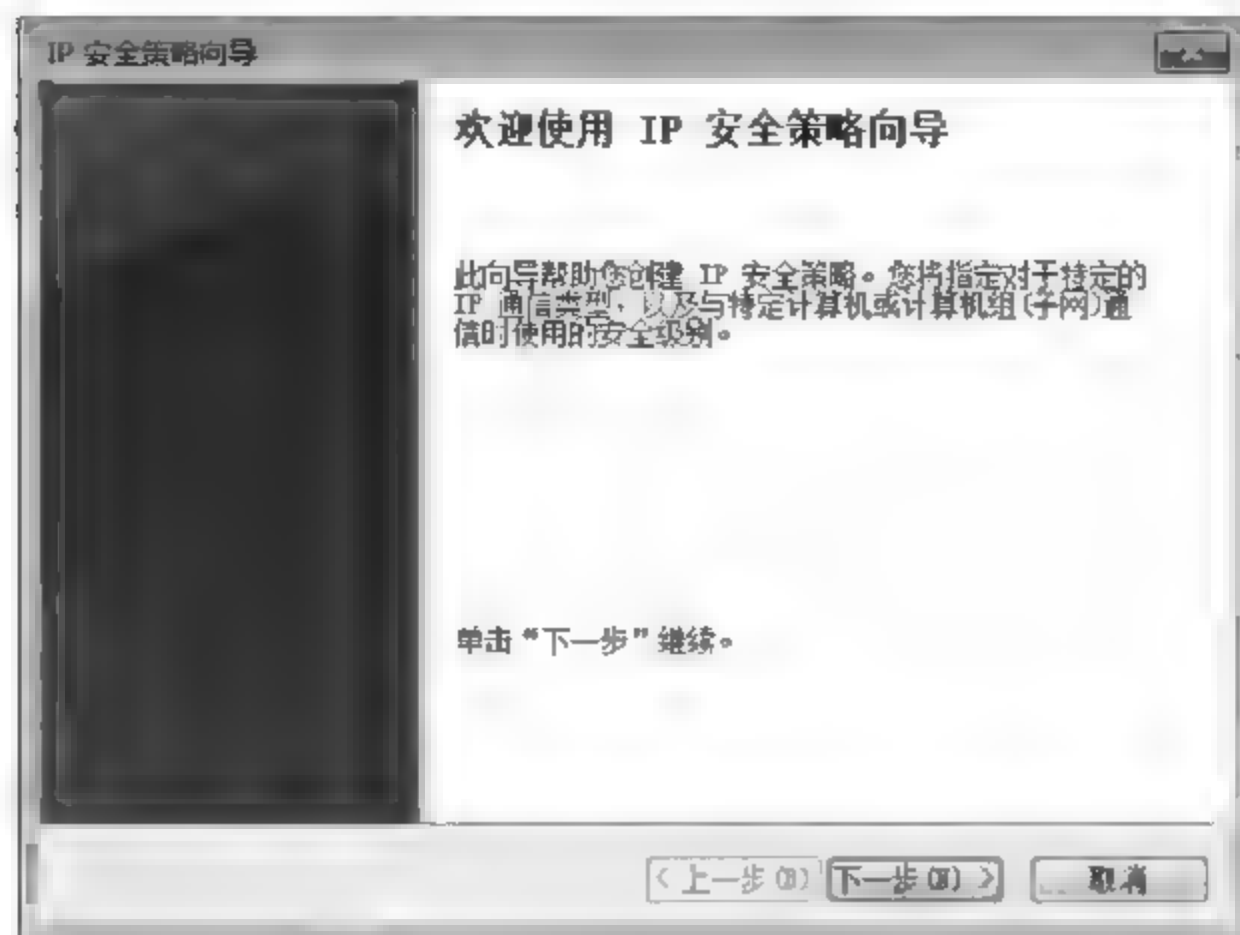 IP 安全策略向导
欢迎使用 IP 安全策略向导
此向导帮助您创建 IP 安全策略。您将指定对于特定的
IP 通信类型，以及与特定计算机或计算机组(子网)通
信时使用的安全级别。
单击“下一步”继续。
< 上一步(B) 下一步(N) > 取消